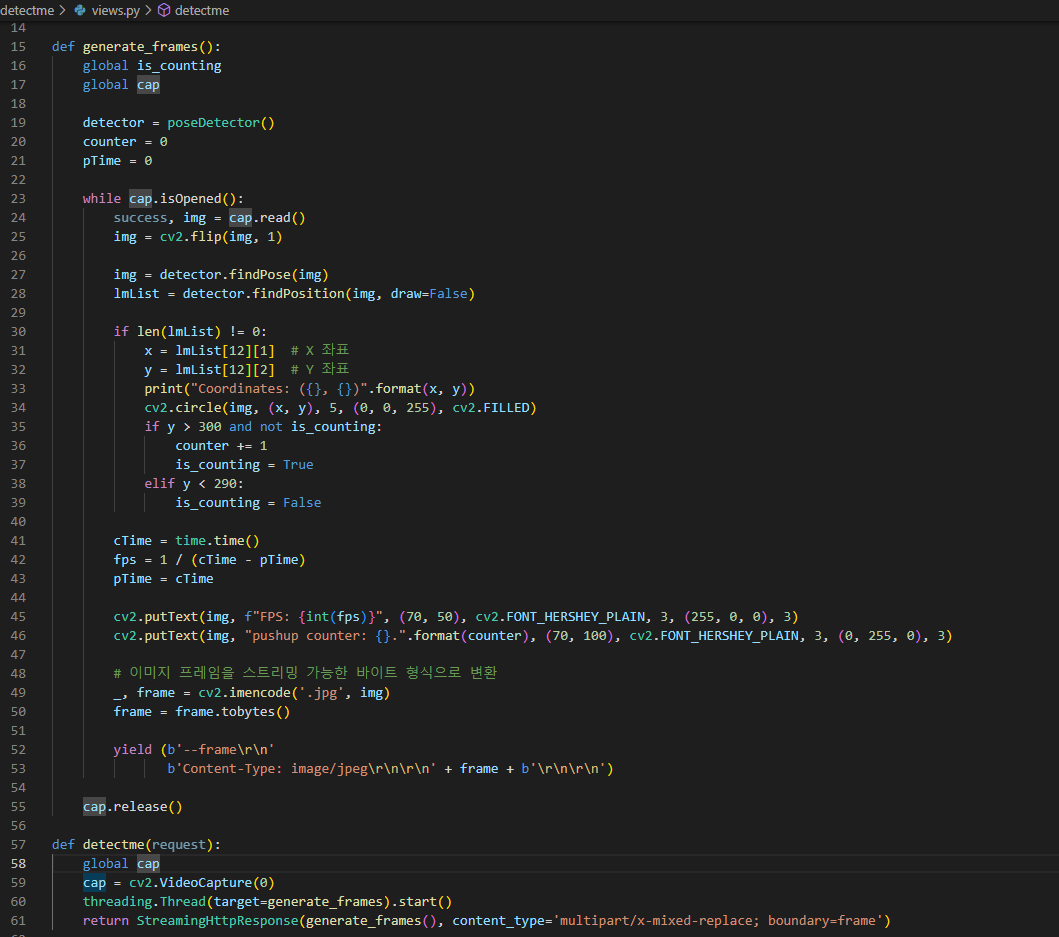 detectme > views.py > detectme
14
15 def generate_frames():
16     global is_counting
17     global cap
18
19     detector = poseDetector()
20     counter = 0
21     pTime = 0
22
23     while cap.isOpened():
24         success, img = cap.read()
25         img = cv2.flip(img, 1)
26
27         img = detector.findPose(img)
28         lmList = detector.findPosition(img, draw=False)
29
30         if len(lmList) != 0:
31             x = lmList[12][1]  # X 좌표
32             y = lmList[12][2]  # Y 좌표
33             print("Coordinates: ({}, {})".format(x, y))
34             cv2.circle(img, (x, y), 5, (0, 0, 255), cv2.FILLED)
35             if y > 300 and not is_counting:
36                 counter += 1
37                 is_counting = True
38             elif y < 290:
39                 is_counting = False
40
41         cTime = time.time()
42         fps = 1 / (cTime - pTime)
43         pTime = cTime
44
45         cv2.putText(img, f"FPS: {int(fps)}", (70, 50), cv2.FONT_HERSHEY_PLAIN, 3, (255, 0, 0), 3)
46         cv2.putText(img, "pushup counter: {}.".format(counter), (70, 100), cv2.FONT_HERSHEY_PLAIN, 3, (0, 255, 0), 3)
47
48         # 이미지 프레임을 스트리밍 가능한 바이트 형식으로 변환
49         _, frame = cv2.imencode('.jpg', img)
50         frame = frame.tobytes()
51
52         yield (b'--frame\r\n'
53                b'Content-Type: image/jpeg\r\n\r\n' + frame + b'\r\n\r\n')
54
55     cap.release()
56
57 def detectme(request):
58     global cap
59     cap = cv2.VideoCapture(0)
60     threading.Thread(target=generate_frames).start()
61     return StreamingHttpResponse(generate_frames(), content_type='multipart/x-mixed-replace; boundary=frame')